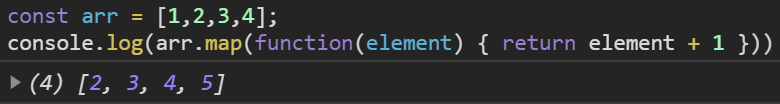 const arr = [1,2,3,4];
console.log(arr.map(function(element) { return element + 1 }))
(4) [2, 3, 4, 5]